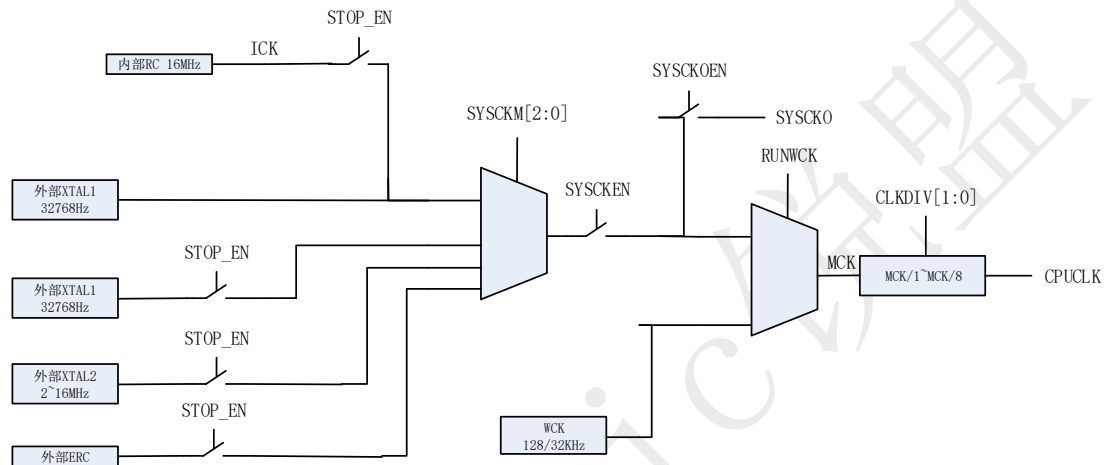 STOP_EN
ICK
内部RC 16MHz
SYSCKOEN
SYSCKM[2:0]
SYSCKO
RUNWCK
外部XTAL1
32768Hz
SYSCKEN
CLKDIV[1:0]
STOP_EN
MCK
MCK/1~MCK/8
CPUCLK
外部XTAL1
32768Hz
STOP_EN
外部XTAL2
2~16MHz
STOP_EN
WCK
128/32KHz
外部ERC